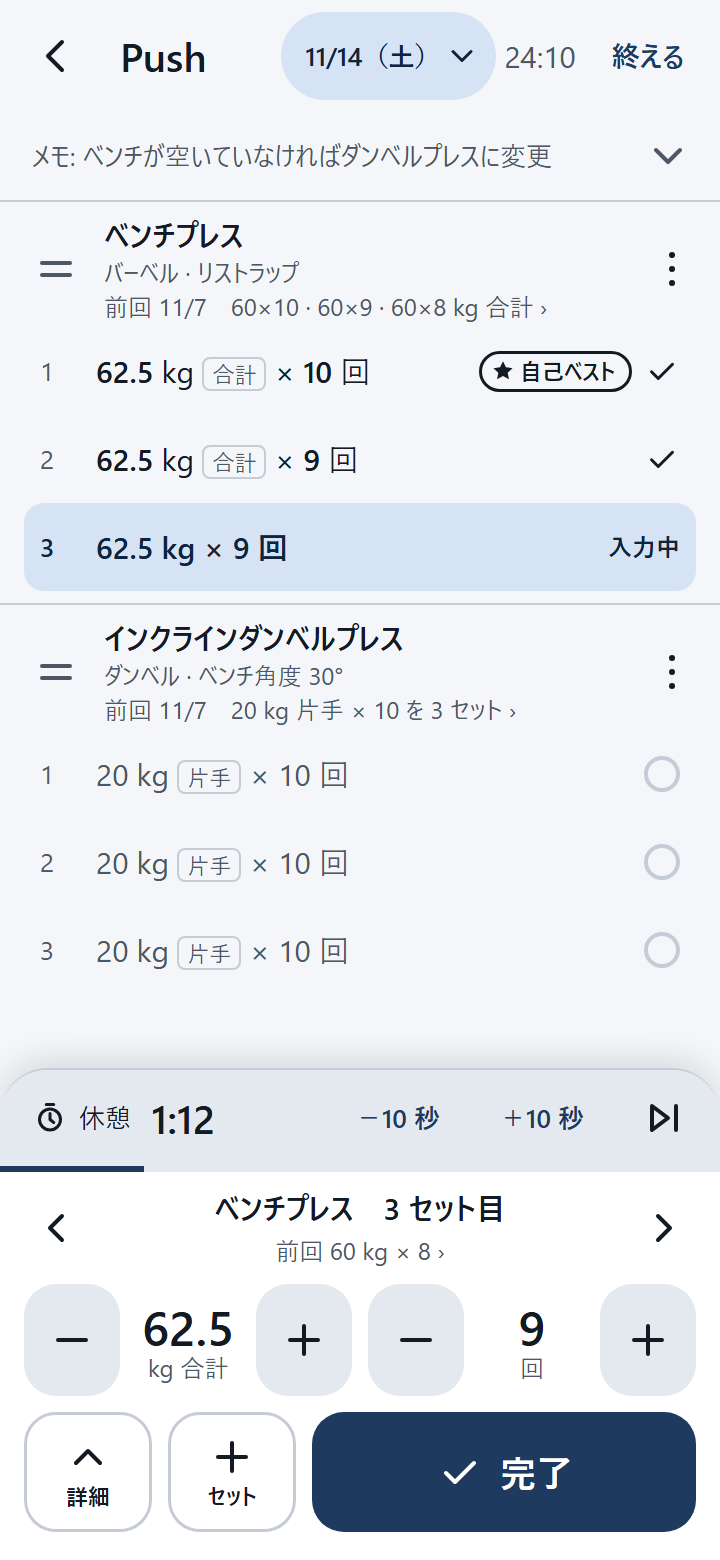 Push 11/14（土） 24:10 終える
メモ: ベンチが空いていなければダンベルプレスに変更
ベンチプレス
バーベル · リストラップ
前回 11/7 60×10 · 60×9 · 60×8 kg 合計 ›
1 62.5 kg 合計 × 10 回 ★ 自己ベスト
2 62.5 kg 合計 × 9 回
3 62.5 kg × 9 回 入力中
インクラインダンベルプレス
ダンベル · ベンチ角度 30°
前回 11/7 20 kg 片手 × 10 を 3 セット ›
1 20 kg 片手 × 10 回
2 20 kg 片手 × 10 回
3 20 kg 片手 × 10 回
休憩 1:12 −10 秒 +10 秒
ベンチプレス 3 セット目
前回 60 kg × 8 ›
62.5 9
kg 合計 回
詳細 セット 完了